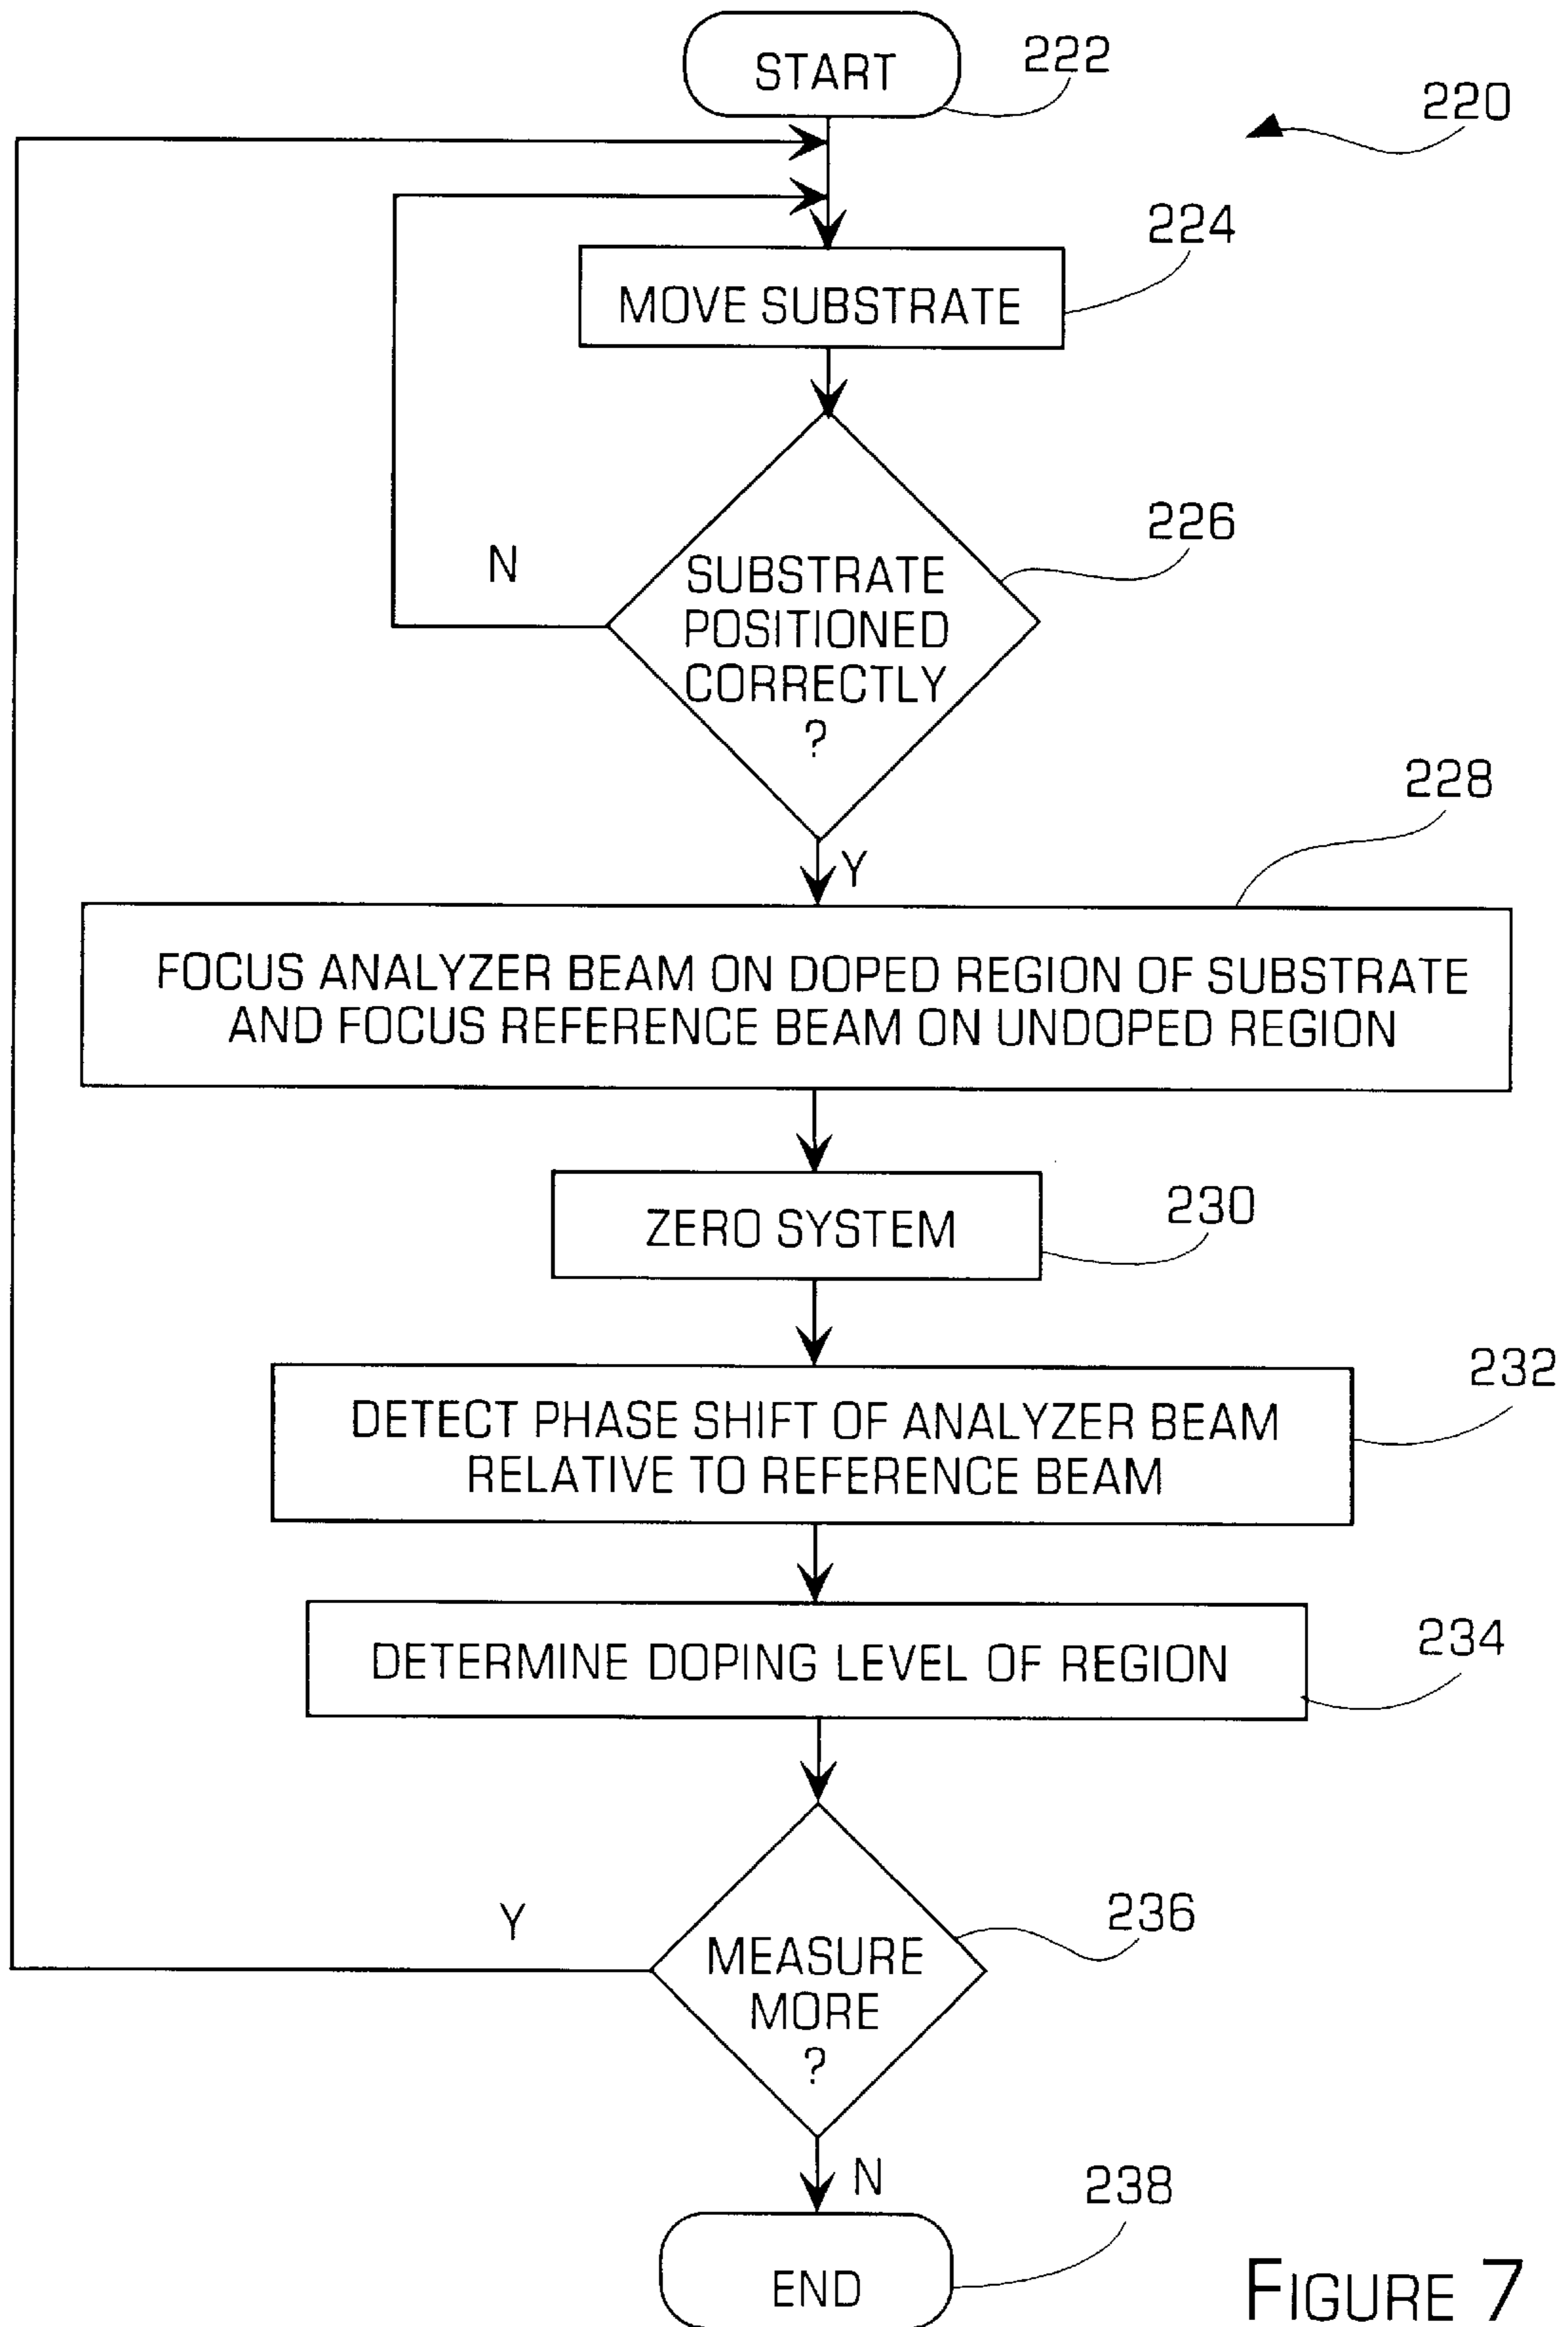 START
222
220
224
MOVE SUBSTRATE
226
N
SUBSTRATE
POSITIONED
CORRECTLY
?
228
Y
FOCUS ANALYZER BEAM ON DOPED REGION OF SUBSTRATE
AND FOCUS REFERENCE BEAM ON UNDOPED REGION
230
ZERO SYSTEM
232
DETECT PHASE SHIFT OF ANALYZER BEAM
RELATIVE TO REFERENCE BEAM
234
DETERMINE DOPING LEVEL OF REGION
236
Y
MEASURE
MORE
?
N
238
END
FIGURE 7